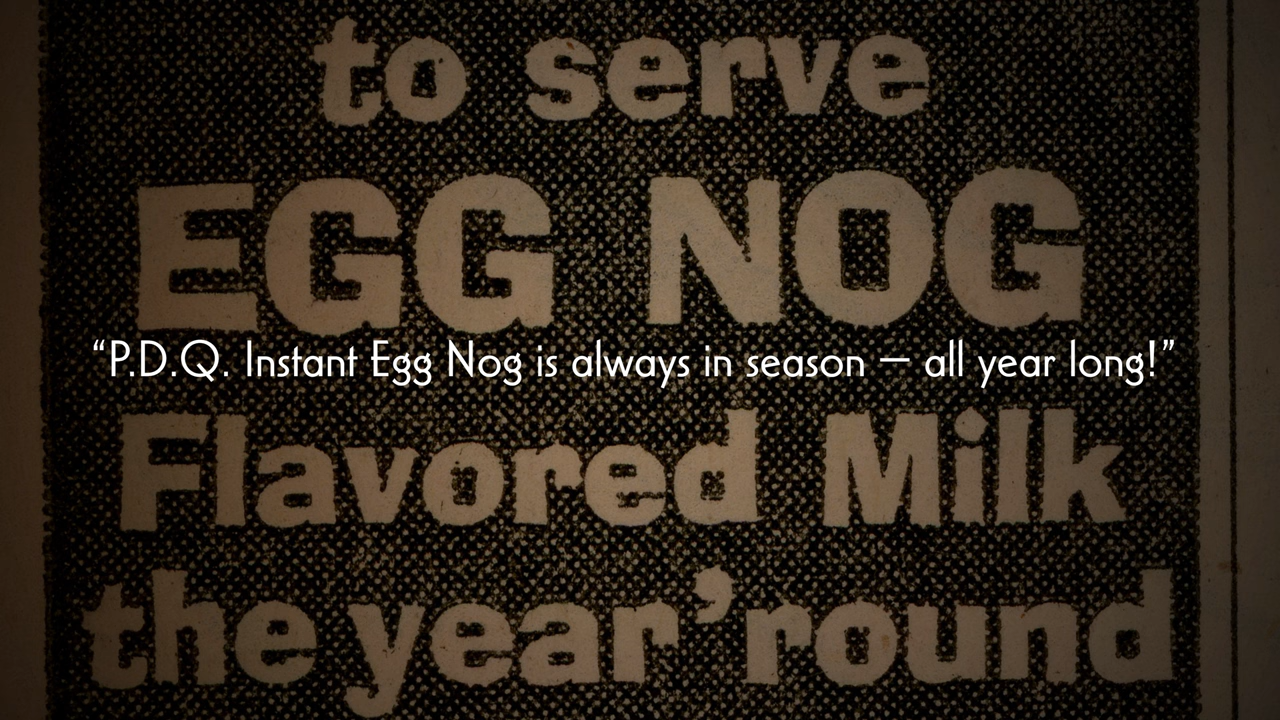 to serve
EGG NOG
“P.D.Q. Instant Egg Nog is always in season — all year long!”
Flavored Milk
the year’round